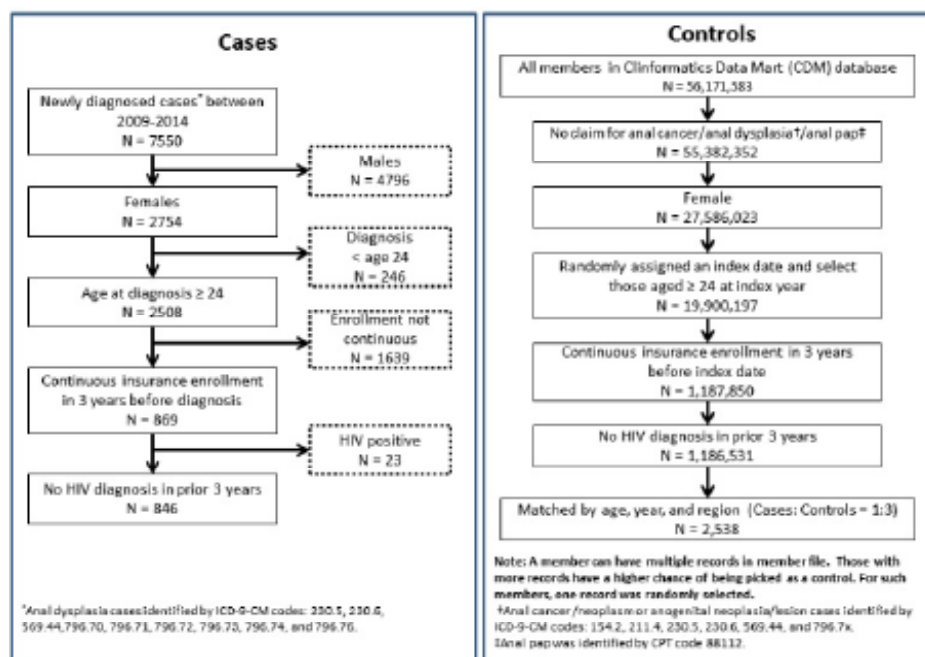 Cases
Newly diagnosed cases* between
2009-2014
N = 7550
Males
N = 4796
Females
N = 2754
Diagnosis
< age 24
N = 246
Age at diagnosis ≥ 24
N = 2508
Enrollment not
continuous
N = 1639
Continuous insurance enrollment
in 3 years before diagnosis
N = 869
HIV positive
N = 23
No HIV diagnosis in prior 3 years
N = 846
*Anal dysplasia cases identified by ICD-9-CM codes: 230.5, 230.6,
569.44,796.70, 796.71, 796.72, 796.73, 796.74, and 796.76.
Controls
All members in Clinformatics Data Mart (CDM) database
N = 56,171,583
No claim for anal cancer/anal dysplasia†/anal pap‡
N = 55,382,352
Female
N = 27,586,023
Randomly assigned an index date and select
those aged ≥ 24 at index year
N = 19,900,197
Continuous insurance enrollment in 3 years
before index date
N = 1,187,850
No HIV diagnosis in prior 3 years
N = 1,186,531
Matched by age, year, and region (Cases: Controls = 1:3)
N = 2,538
Note: A member can have multiple records in member file. Those with
more records have a higher chance of being picked as a control. For such
members, one record was randomly selected.
†Anal cancer/neoplasm or anogenital neoplasia/lesion cases identified by
ICD-9-CM codes: 154.2, 211.4, 230.5, 230.6, 569.44, and 796.7x.
‡Anal pap was identified by CPT code 88112.